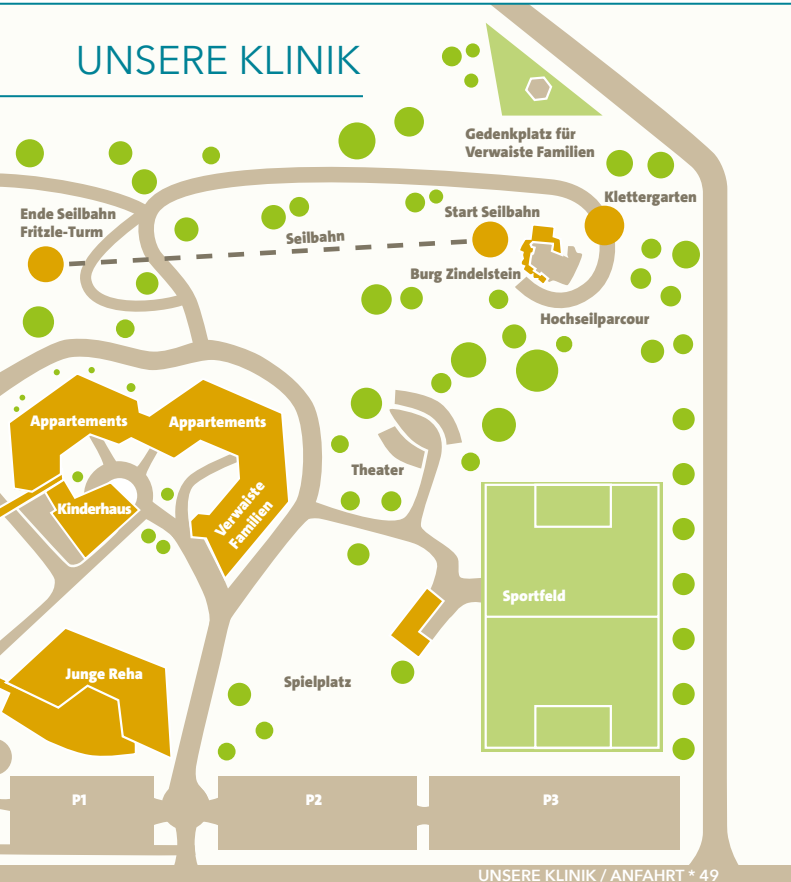 UNSERE KLINIK
Gedenkplatz für
Verwaiste Familien
Klettergarten
Ende Seilbahn
Fritzle-Turm
Start Seilbahn
Seilbahn
Burg Zindelstein
Hochseilparcour
Appartements
Appartements
Theater
Kinderhaus
Verwaiste
Familien
Sportfeld
Junge Reha
Spielplatz
P1
P2
P3
UNSERE KLINIK / ANFAHRT * 49